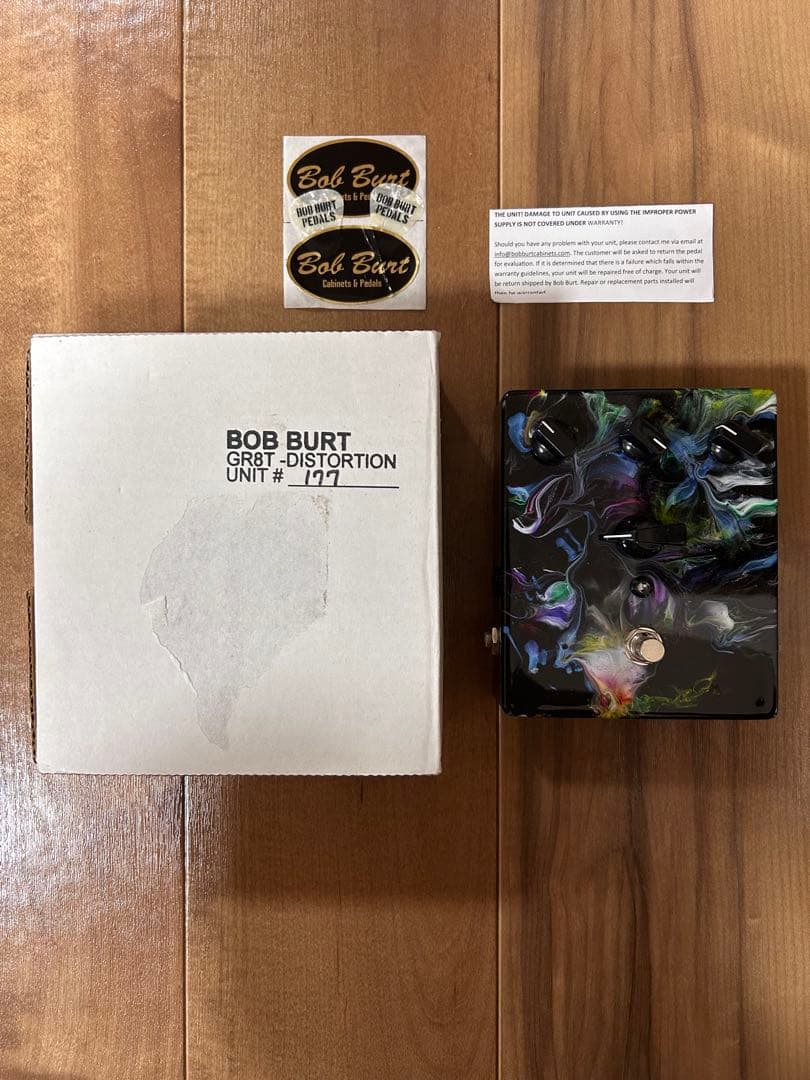 Bob Burt
ts & Pe
BOB BURT
PEDALS
BOB BURT
PEDALS
Bob Burt
Cabinets & Pedals
THE UNIT! DAMAGE TO UNIT CAUSED BY USING THE IMPROPER POWER
SUPPLY IS NOT COVERED UNDER WARRANTY!
Should you have any problem with your unit, please contact me via email at
info@bobburtcabinets.com. The customer will be asked to return the pedal
for evaluation. If it is determined that there is a failure which falls within the
warranty guidelines, your unit will be repaired free of charge. Your unit will
be return shipped by Bob Burt. Repair or replacement parts installed will
then be warranted
BOB BURT
GR8T -DISTORTION
UNIT # 177